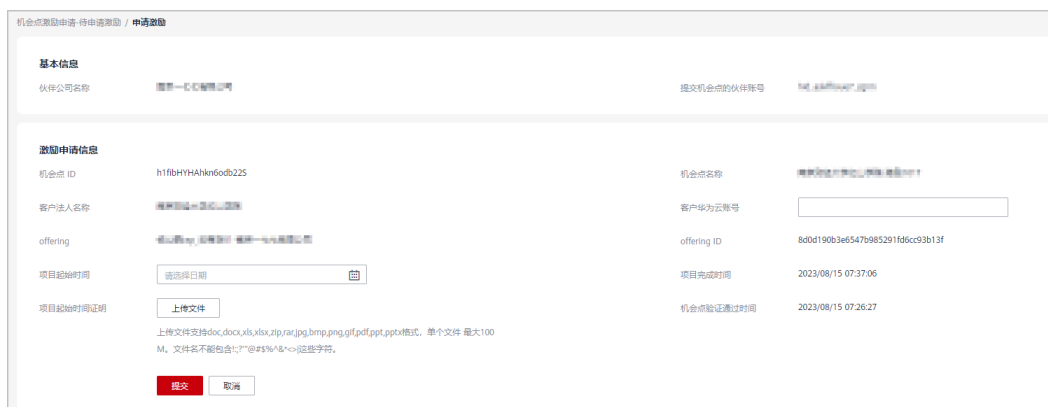 机会点激励申请-待申请激励 / 申请激励
基本信息
伙伴公司名称
提交机会点的伙伴账号
激励申请信息
机会点 ID h1fibHYHAhkn6odb22S
机会点名称
客户法人名称
客户华为云账号
offering
offering ID 8d0d190b3e6547b985291fd6cc93b13f
项目起始时间 请选择日期
项目完成时间 2023/08/15 07:37:06
项目起始时间证明 上传文件
机会点验证通过时间 2023/08/15 07:26:27
上传文件支持doc,docx,xls,xlsx,zip,rar,jpg,bmp,png,gif,pdf,ppt,pptx格式，单个文件 最大100
M。文件名不能包含!:;?'"@#$%^&*<>|这些字符。
提交 取消